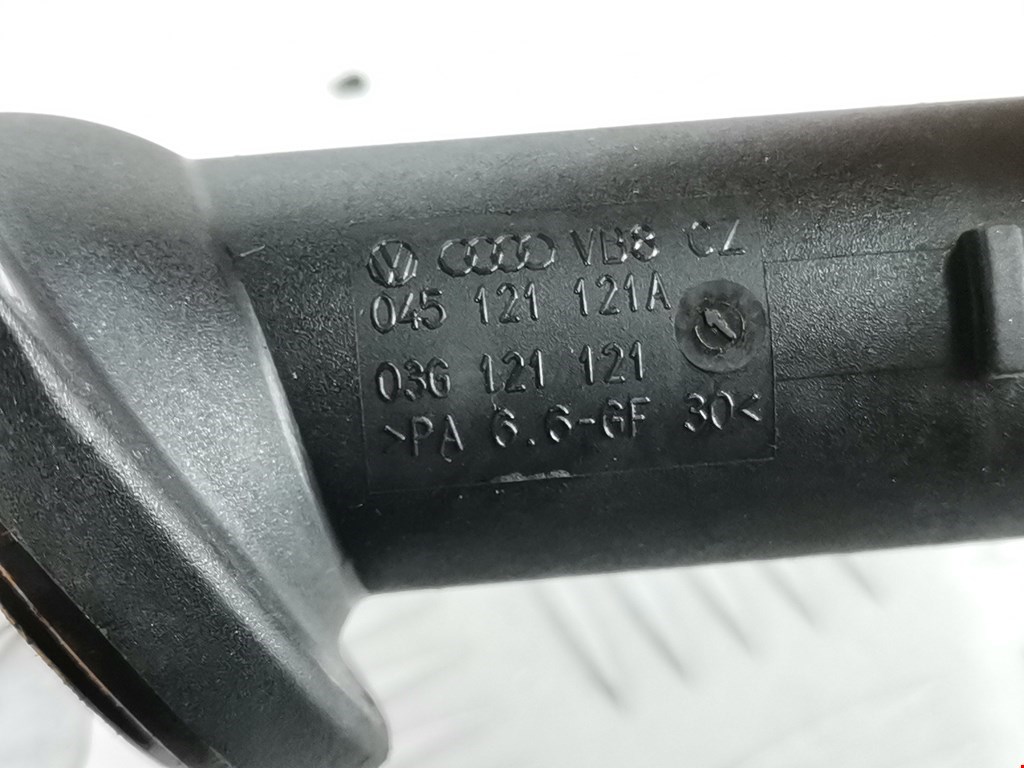 VB8 CZ
045 121 121A
03G 121 121
>PA 6.6-GF 30<